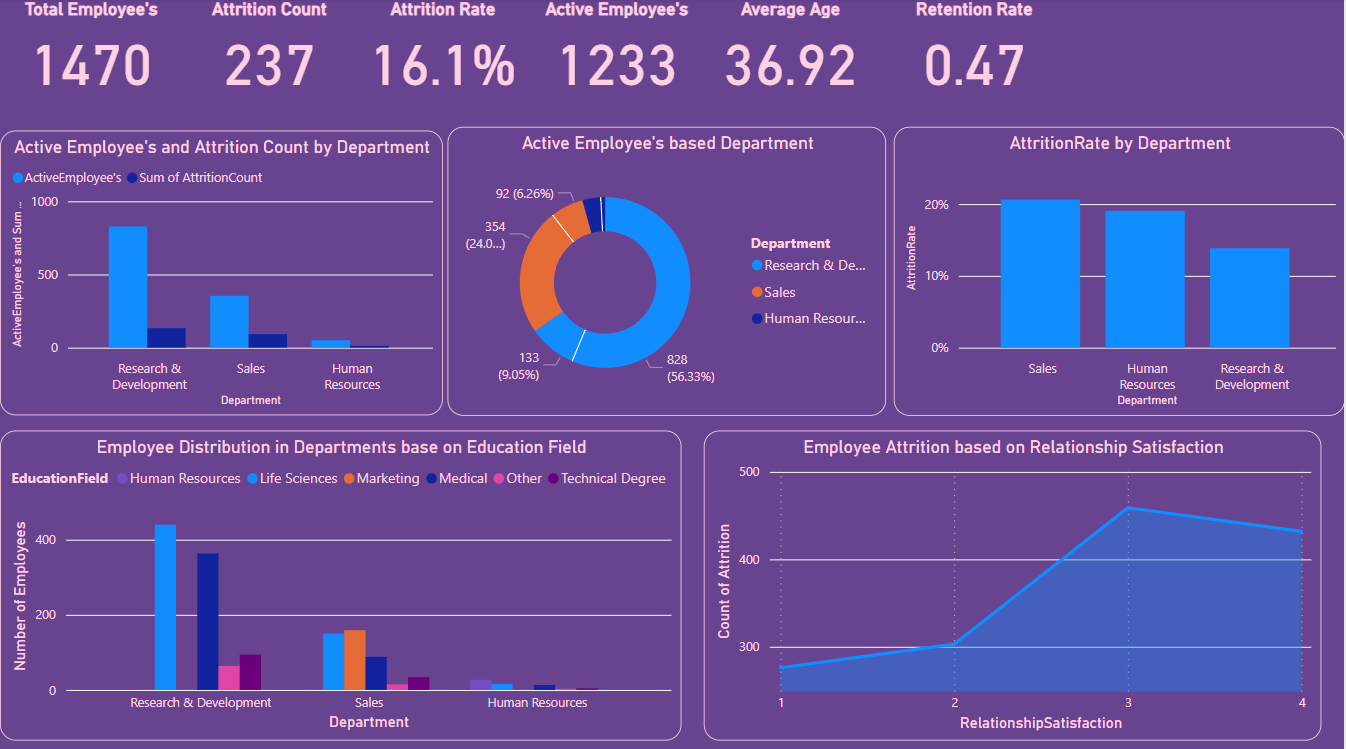 Total Employee's
Attrition Count
Attrition Rate
Active Employee's
Average Age
Retention Rate
1470
237
16.1%
1233
36.92
0.47
Active Employee's and Attrition Count by Department
ActiveEmployee's
Sum of AttritionCount
ActiveEmployee's and Sum ...
1000
500
0
Research &
Development
Sales
Human
Resources
Department
Active Employee's based Department
92 (6.26%)
354
(24.0...)
133
(9.05%)
828
(56.33%)
Department
Research & De...
Sales
Human Resour...
AttritionRate by Department
AttritionRate
20%
10%
0%
Sales
Human
Resources
Research &
Development
Department
Employee Distribution in Departments base on Education Field
EducationField
Human Resources
Life Sciences
Marketing
Medical
Other
Technical Degree
Number of Employees
400
200
0
Research & Development
Sales
Human Resources
Department
Employee Attrition based on Relationship Satisfaction
Count of Attrition
500
400
300
1
2
3
4
RelationshipSatisfaction